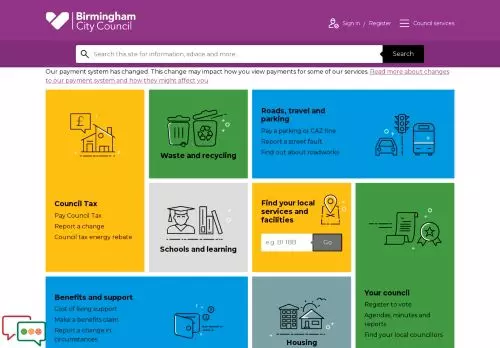 Birmingham
City Council
Sign in / Register
Council services
Search this site for information, advice and more...
Search
Our payment system has changed. This change may impact how you view payments for some of our services. Read more about changes
to our payment system and how they might affect you
£
Council Tax
Pay Council Tax
Report a change
Council tax energy rebate
Waste and recycling
Roads, travel and
parking
Pay a parking or CAZ fine
Report a street fault
Find out about roadworks
Schools and learning
Find your local
services and
facilities
e.g. B1 1BB
Go
Your council
Register to vote
Agendas, minutes and
reports
Find your local councillors
Benefits and support
Cost of living support
Make a benefits claim
Report a change in
circumstances
Housing